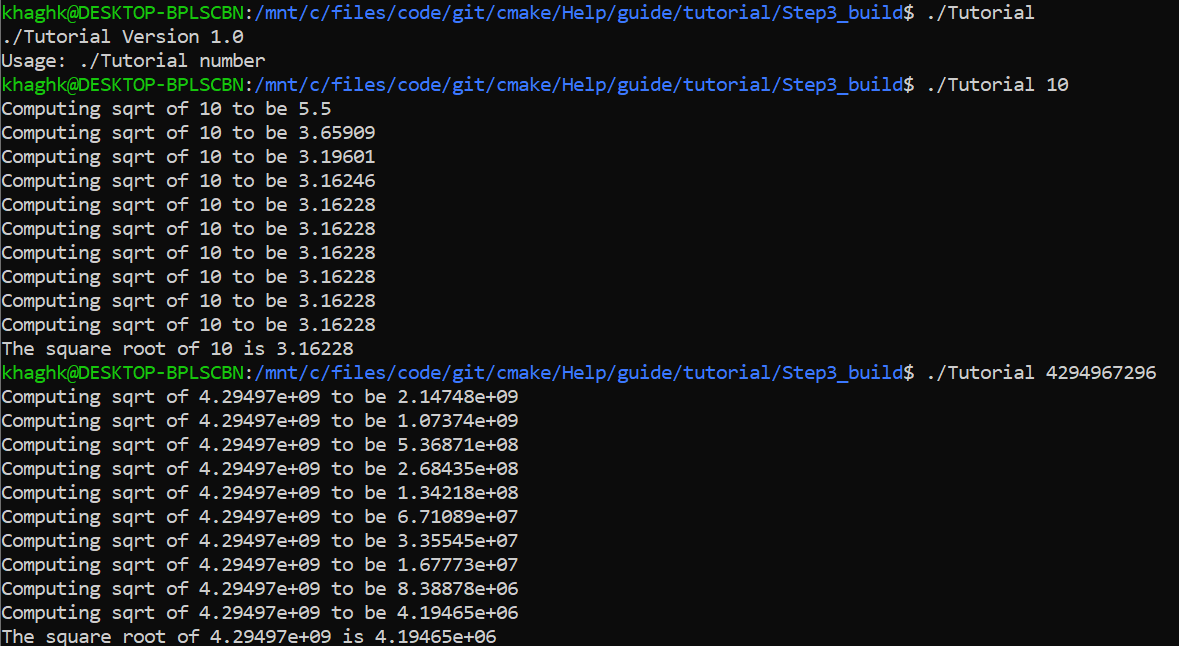 khaghk@DESKTOP-BPLSCBN:/mnt/c/files/code/git/cmake/Help/guide/tutorial/Step3_build$ ./Tutorial
./Tutorial Version 1.0
Usage: ./Tutorial number
khaghk@DESKTOP-BPLSCBN:/mnt/c/files/code/git/cmake/Help/guide/tutorial/Step3_build$ ./Tutorial 10
Computing sqrt of 10 to be 5.5
Computing sqrt of 10 to be 3.65909
Computing sqrt of 10 to be 3.19601
Computing sqrt of 10 to be 3.16246
Computing sqrt of 10 to be 3.16228
Computing sqrt of 10 to be 3.16228
Computing sqrt of 10 to be 3.16228
Computing sqrt of 10 to be 3.16228
Computing sqrt of 10 to be 3.16228
Computing sqrt of 10 to be 3.16228
The square root of 10 is 3.16228
khaghk@DESKTOP-BPLSCBN:/mnt/c/files/code/git/cmake/Help/guide/tutorial/Step3_build$ ./Tutorial 4294967296
Computing sqrt of 4.29497e+09 to be 2.14748e+09
Computing sqrt of 4.29497e+09 to be 1.07374e+09
Computing sqrt of 4.29497e+09 to be 5.36871e+08
Computing sqrt of 4.29497e+09 to be 2.68435e+08
Computing sqrt of 4.29497e+09 to be 1.34218e+08
Computing sqrt of 4.29497e+09 to be 6.71089e+07
Computing sqrt of 4.29497e+09 to be 3.35545e+07
Computing sqrt of 4.29497e+09 to be 1.67773e+07
Computing sqrt of 4.29497e+09 to be 8.38878e+06
Computing sqrt of 4.29497e+09 to be 4.19465e+06
The square root of 4.29497e+09 is 4.19465e+06